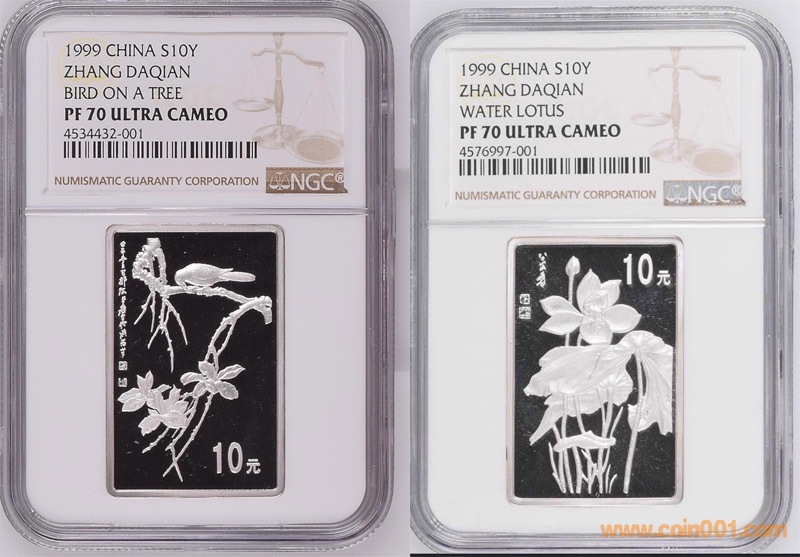 1999 CHINA S10Y
ZHANG DAQIAN
BIRD ON A TREE
PF 70 ULTRA CAMEO
4534432-001
NUMISMATIC GUARANTY CORPORATION
NGC®
10元
1999 CHINA S10Y
ZHANG DAQIAN
WATER LOTUS
PF 70 ULTRA CAMEO
4576997-001
NUMISMATIC GUARANTY CORPORATION
NGC®
10元
www.coin001.com